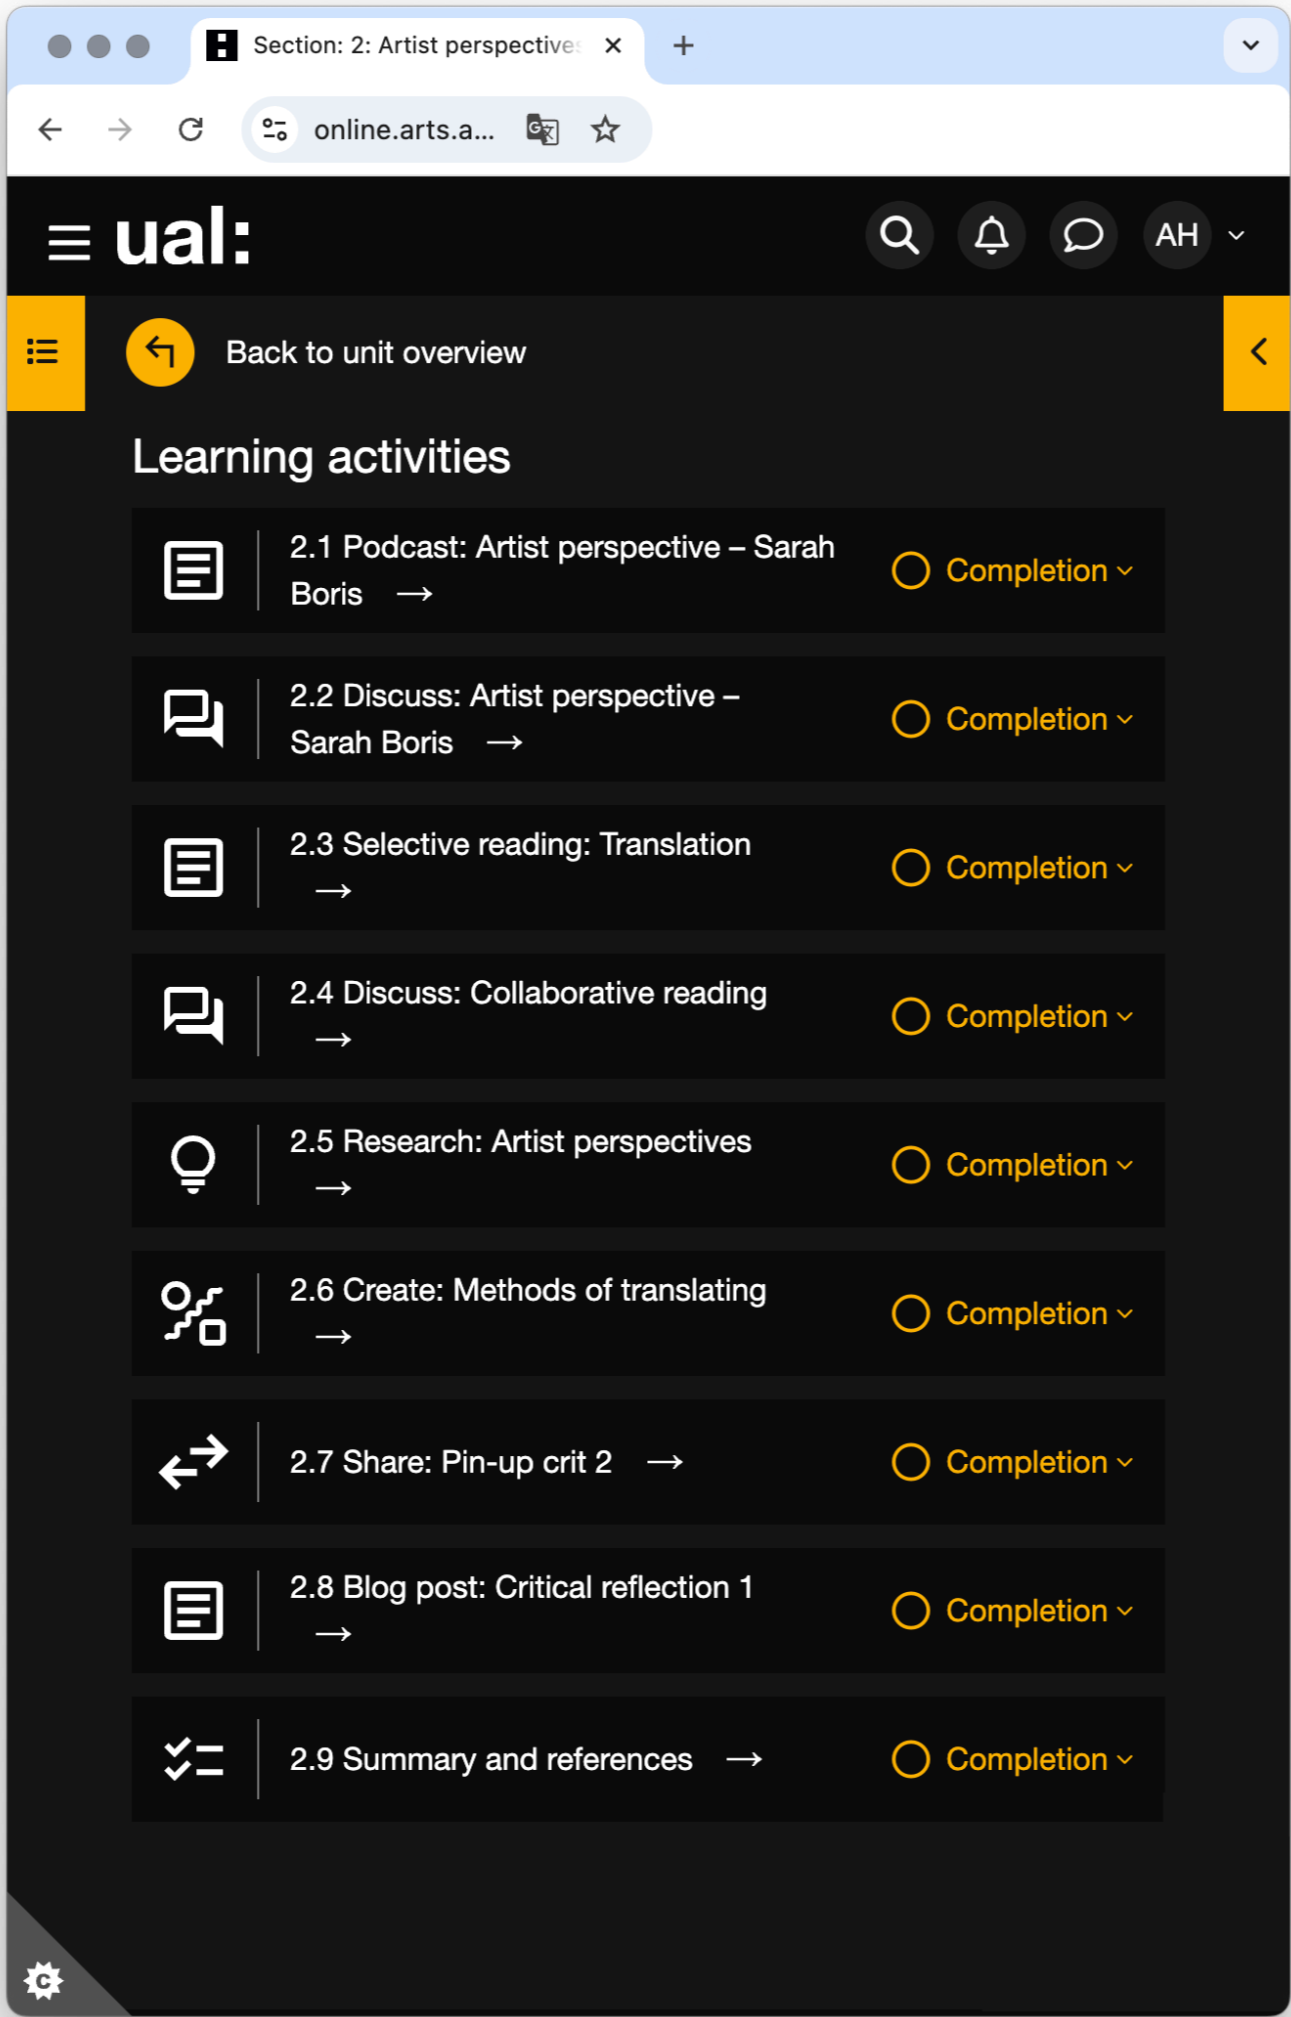 Section: 2: Artist perspectives
online.arts.a...
ual:
AH
Back to unit overview
Learning activities
2.1 Podcast: Artist perspective – Sarah
Boris →
Completion
2.2 Discuss: Artist perspective –
Sarah Boris →
Completion
2.3 Selective reading: Translation
→
Completion
2.4 Discuss: Collaborative reading
→
Completion
2.5 Research: Artist perspectives
→
Completion
2.6 Create: Methods of translating
→
Completion
2.7 Share: Pin-up crit 2 →
Completion
2.8 Blog post: Critical reflection 1
→
Completion
2.9 Summary and references →
Completion
C